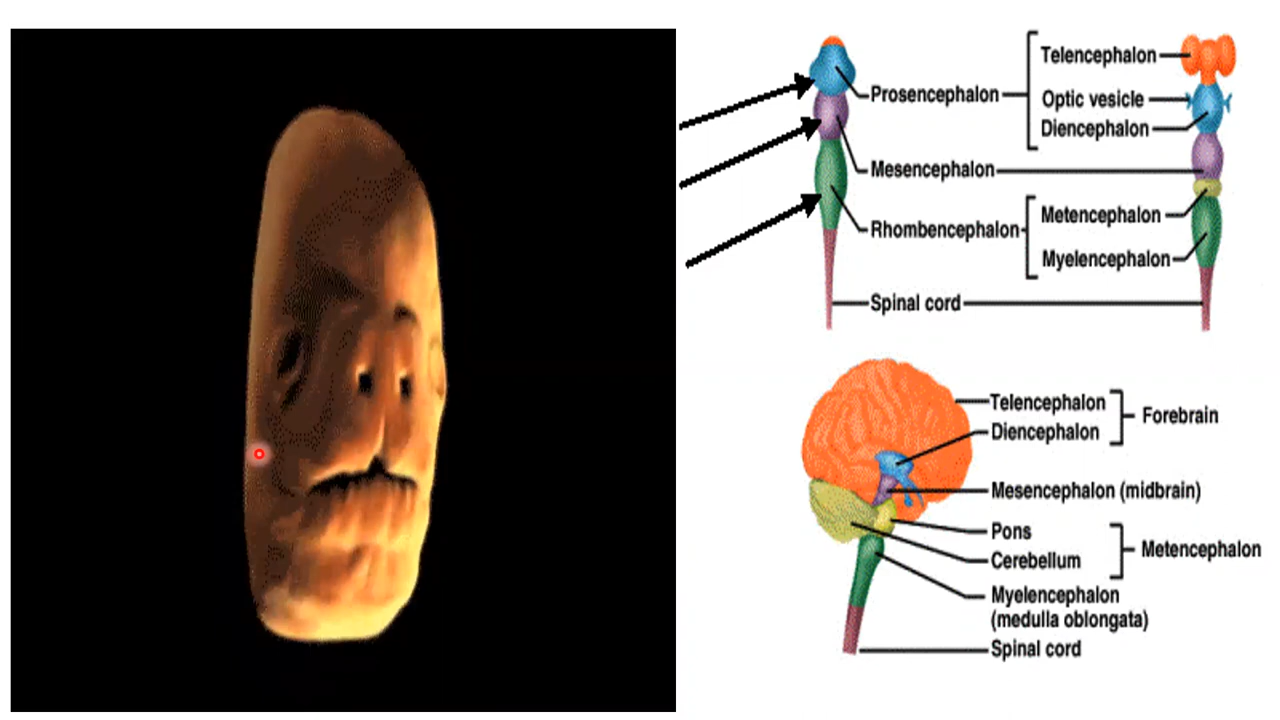 Telencephalon
Prosencephalon
Optic vesicle
Diencephalon
Mesencephalon
Metencephalon
Rhombencephalon
Myelencephalon
Spinal cord
Telencephalon
Forebrain
Diencephalon
Mesencephalon (midbrain)
Pons
Metencephalon
Cerebellum
Myelencephalon
(medulla oblongata)
Spinal cord